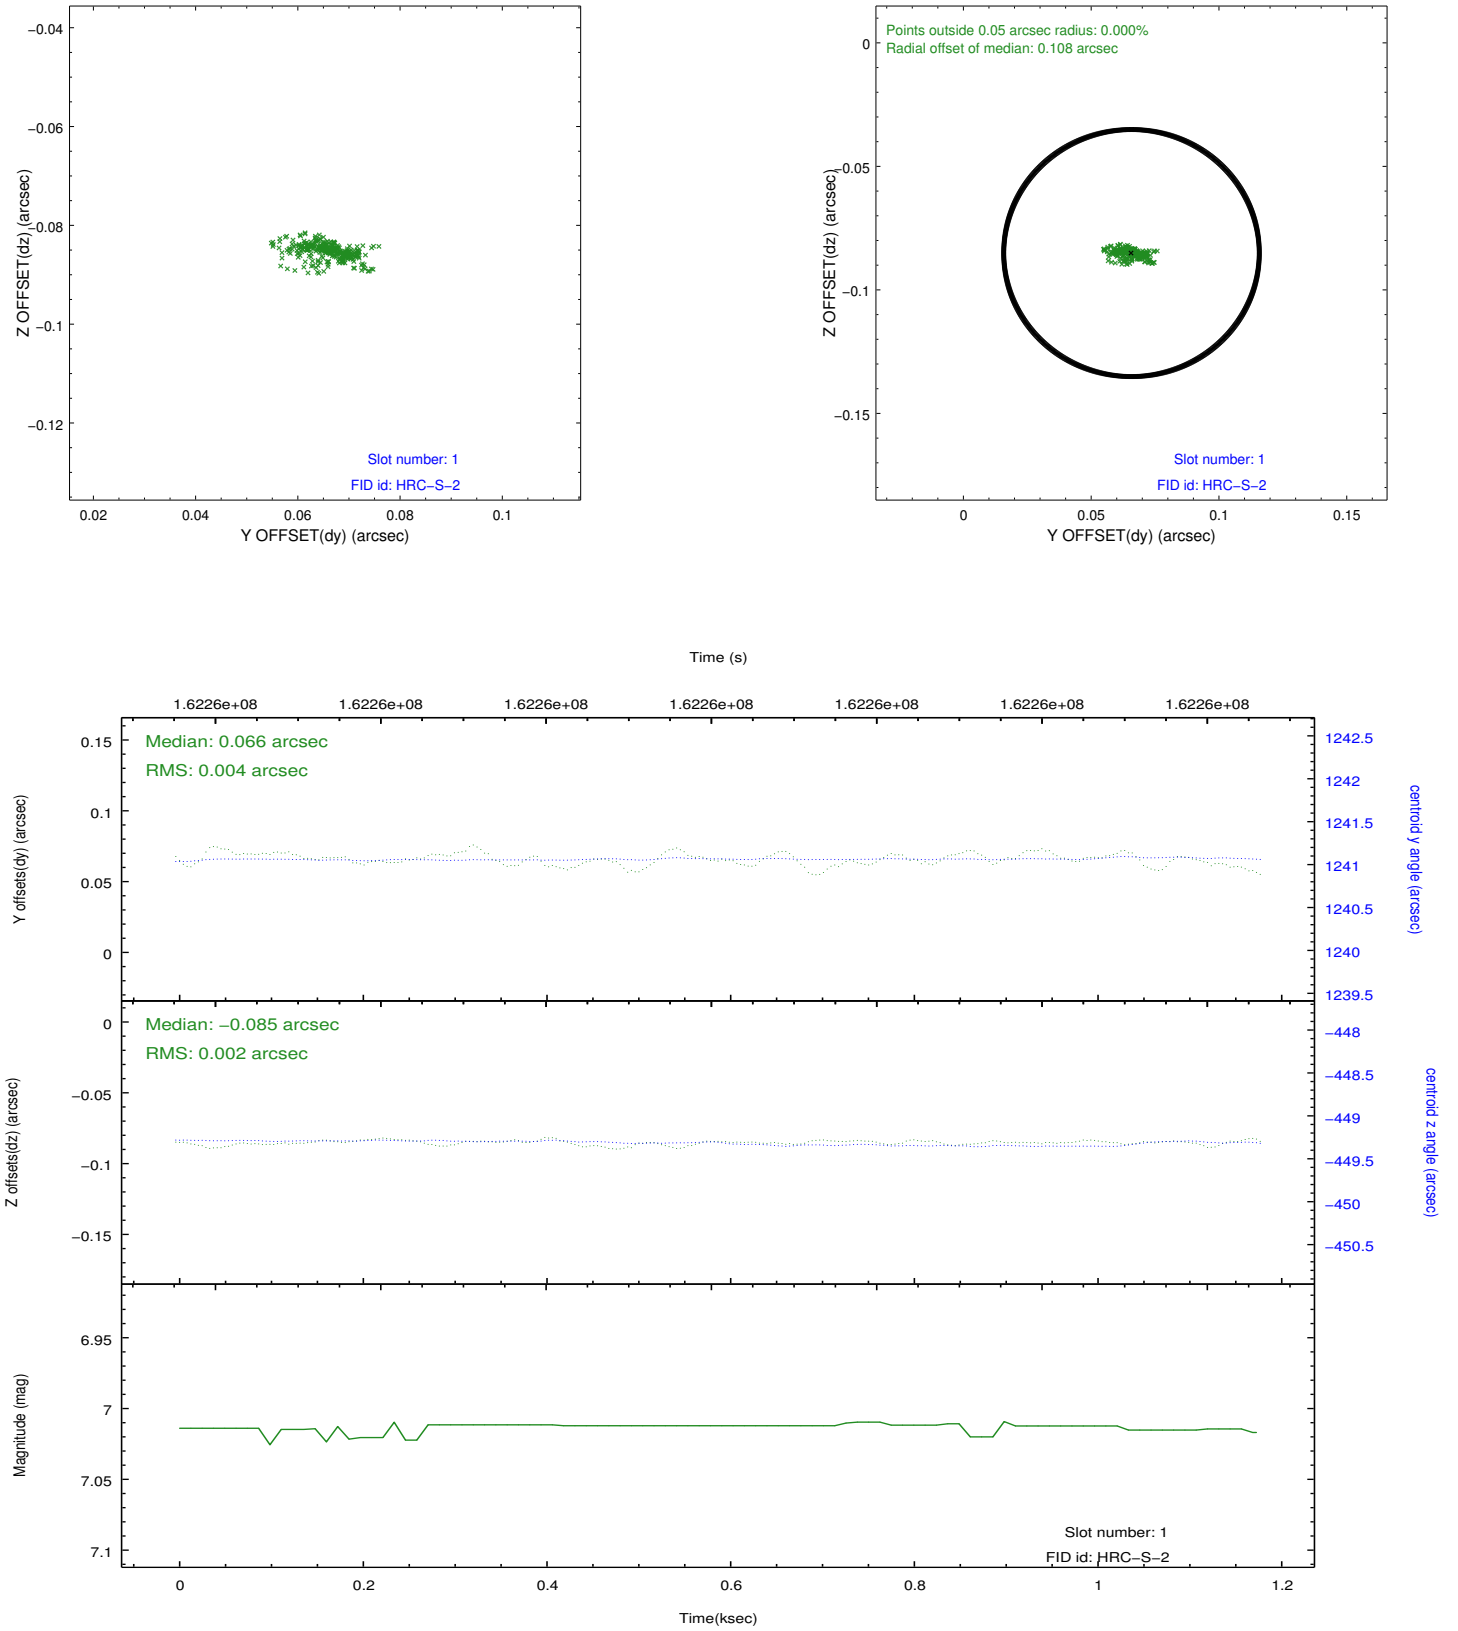 −0.04
−0.06
−0.08
−0.1
−0.12
Z OFFSET(dz) (arcsec)
Slot number: 1
FID id: HRC−S−2
0.02 0.04 0.06 0.08 0.1
Y OFFSET(dy) (arcsec)
Points outside 0.05 arcsec radius: 0.000%
Radial offset of median: 0.108 arcsec
0
−0.05
−0.1
−0.15
Z OFFSET(dz) (arcsec)
Slot number: 1
FID id: HRC−S−2
0 0.05 0.1 0.15
Y OFFSET(dy) (arcsec)
Time (s)
1.6226e+08 1.6226e+08 1.6226e+08 1.6226e+08 1.6226e+08 1.6226e+08 1.6226e+08
Median: 0.066 arcsec
RMS: 0.004 arcsec
0.15
0.1
0.05
0
Y offsets(dy) (arcsec)
1242.5
1242
1241.5
1241
1240.5
1240
1239.5
centroid y angle (arcsec)
Median: −0.085 arcsec
RMS: 0.002 arcsec
0
−0.05
−0.1
−0.15
Z offsets(dz) (arcsec)
−448
−448.5
−449
−449.5
−450
−450.5
centroid z angle (arcsec)
6.95
7
7.05
7.1
Magnitude (mag)
Slot number: 1
FID id: HRC−S−2
0 0.2 0.4 0.6 0.8 1 1.2
Time(ksec)